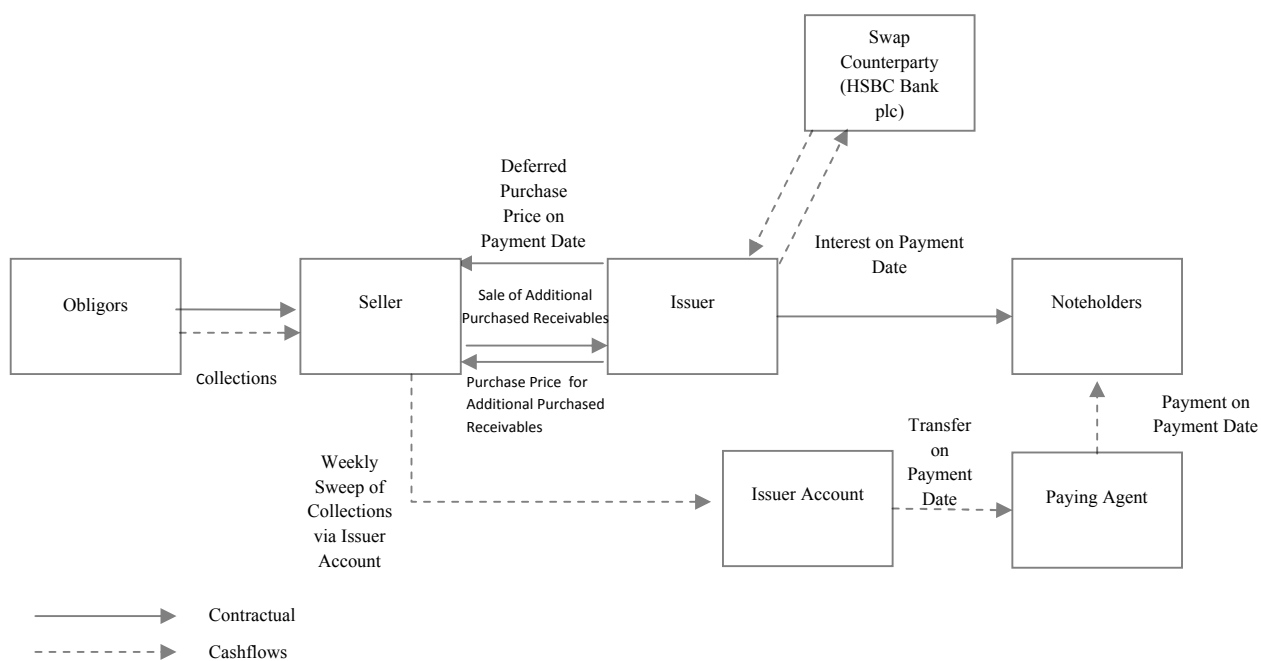 Swap
Counterparty
(HSBC Bank
plc)
Deferred
Purchase
Price on
Payment Date
Interest on Payment
Date
Obligors
Seller
Sale of Additional
Purchased Receivables
Issuer
Noteholders
Collections
Purchase Price for
Additional Purchased
Receivables
Weekly
Sweep of
Collections
via Issuer
Account
Issuer Account
Transfer
on
Payment
Date
Paying Agent
Payment on
Payment Date
Contractual
Cashflows